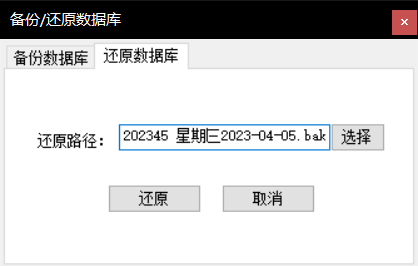 备份/还原数据库
备份数据库 还原数据库
还原路径： 202345 星期三2023-04-05.bak 选择
还原 取消